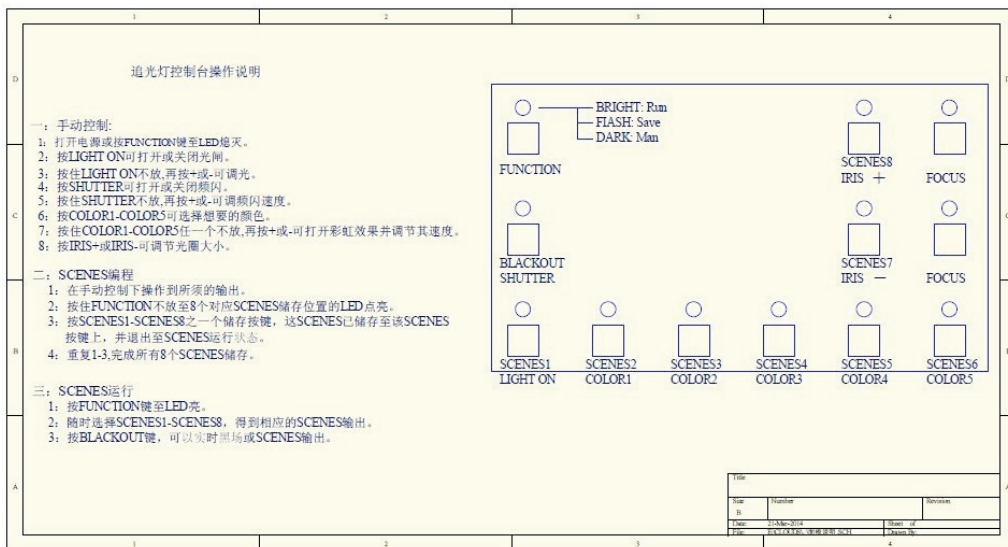 1 2 3 4
追光灯控制台操作说明
一：手动控制:
1：打开电源或按FUNCTION键至LED熄灭。
2：按LIGHT ON可打开或关闭光闸。
3：按住LIGHT ON不放,再按+或-可调光。
4：按SHUTTER可打开或关闭频闪。
5：按住SHUTTER不放,再按+或-可调频闪速度。
6：按COLOR1-COLOR5可选择想要的颜色。
7：按住COLOR1-COLOR5任一个不放,再按+或-可打开彩虹效果并调节其速度。
8：按IRIS+或IRIS-可调节光圈大小。
二：SCENES编程
1：在手动控制下操作到所须的输出。
2：按住FUNCTION不放至8个对应SCENES储存位置的LED点亮。
3：按SCENES1-SCENES8之一个储存按键，这SCENES已储存至该SCENES
按键上，并退出至SCENES运行状态。
4：重复1-3,完成所有8个SCENES储存。
三：SCENES运行
1：按FUNCTION键至LED亮。
2：随时选择SCENES1-SCENES8，得到相应的SCENES输出。
3：按BLACKOUT键，可以实时黑场或SCENES输出。
BRIGHT: Run
FIASH: Save
DARK: Man
FUNCTION
SCENES8
IRIS + FOCUS
BLACKOUT
SHUTTER
SCENES7
IRIS - FOCUS
SCENES1 SCENES2 SCENES3 SCENES4 SCENES5 SCENES6
LIGHT ON COLOR1 COLOR2 COLOR3 COLOR4 COLOR5
D D
C C
B B
A A
Title
Size Number Revision
B
Date: 21-Mar-2014 Sheet of
File: Drawn By:
1 2 3 4